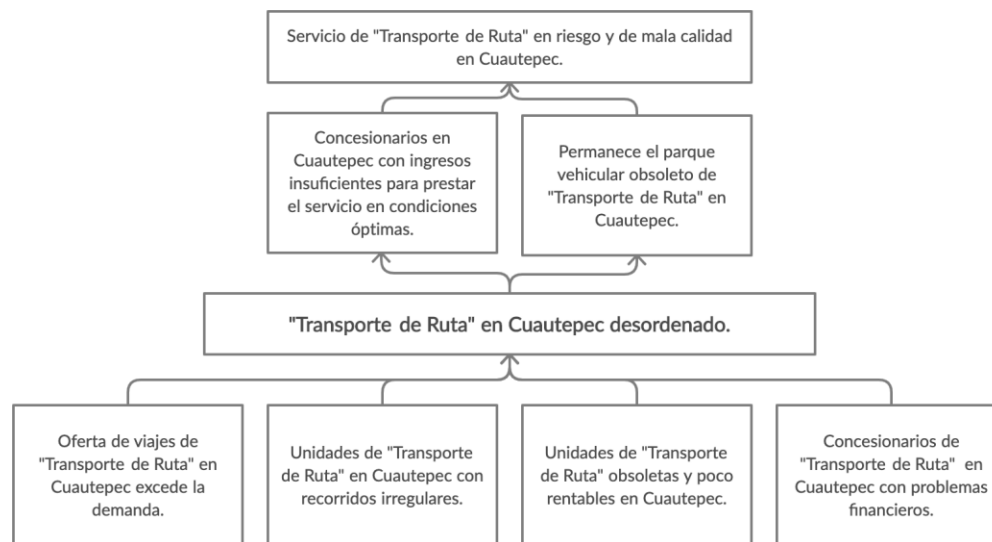 Servicio de "Transporte de Ruta" en riesgo y de mala calidad
en Cuautepec.
Concesionarios en
Cuautepec con ingresos
insuficientes para prestar
el servicio en condiciones
óptimas.
Permanece el parque
vehicular obsoleto de
"Transporte de Ruta" en
Cuautepec.
"Transporte de Ruta" en Cuautepec desordenado.
Oferta de viajes de
"Transporte de Ruta" en
Cuautepec excede la
demanda.
Unidades de "Transporte
de Ruta" en Cuautepec con
recorridos irregulares.
Unidades de "Transporte
de Ruta" obsoletas y poco
rentables en Cuautepec.
Concesionarios de
"Transporte de Ruta" en
Cuautepec con problemas
financieros.